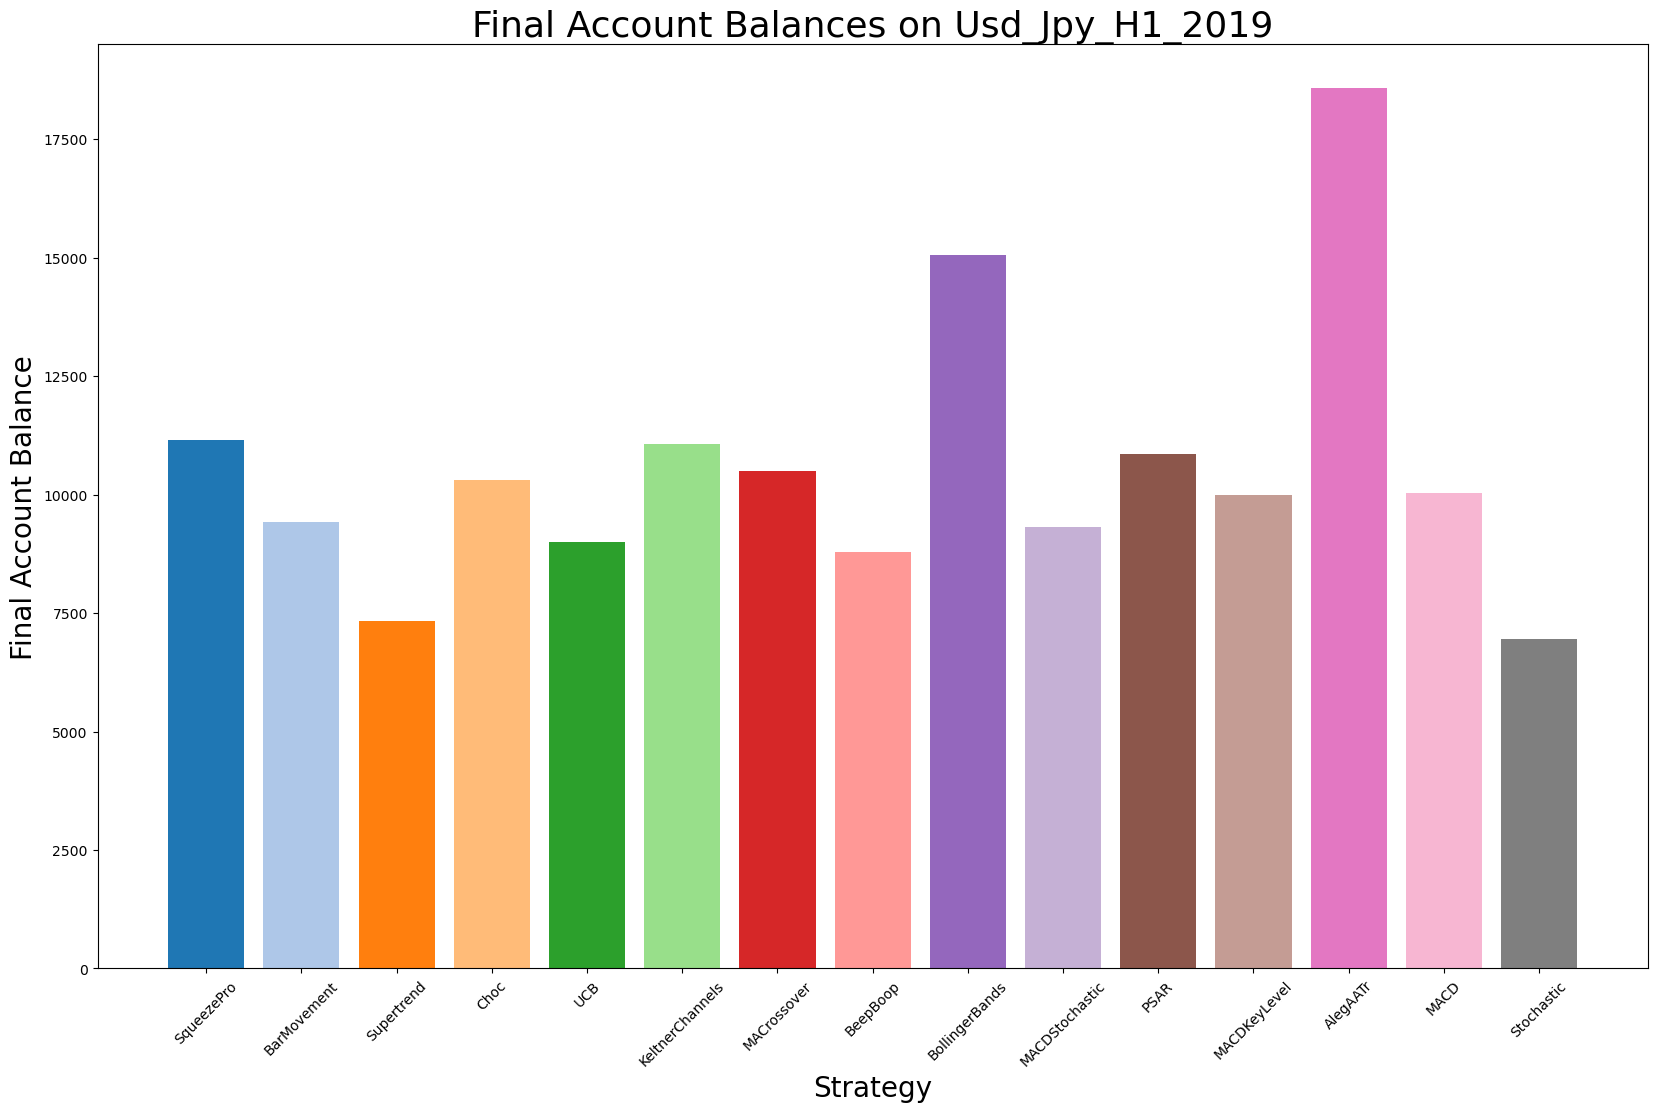 Final Account Balances on Usd_Jpy_H1_2019
Final Account Balance
17500
15000
12500
10000
7500
5000
2500
0
SqueezePro
BarMovement
Supertrend
Choc
UCB
KeltnerChannels
MACrossover
BeepBoop
BollingerBands
MACDStochastic
PSAR
MACDKeyLevel
AlegAATr
MACD
Stochastic
Strategy